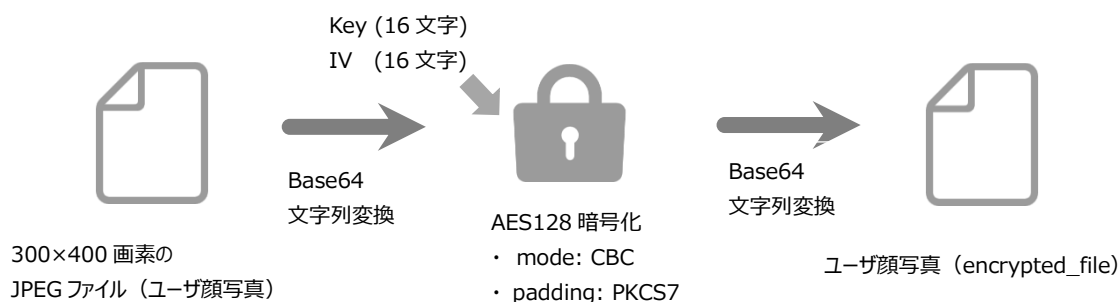 Key (16 文字)
IV (16 文字)
Base64
文字列変換
Base64
文字列変換
AES128 暗号化
・ mode: CBC
・ padding: PKCS7
300×400 画素の
JPEG ファイル（ユーザ顔写真）
ユーザ顔写真（encrypted_file）